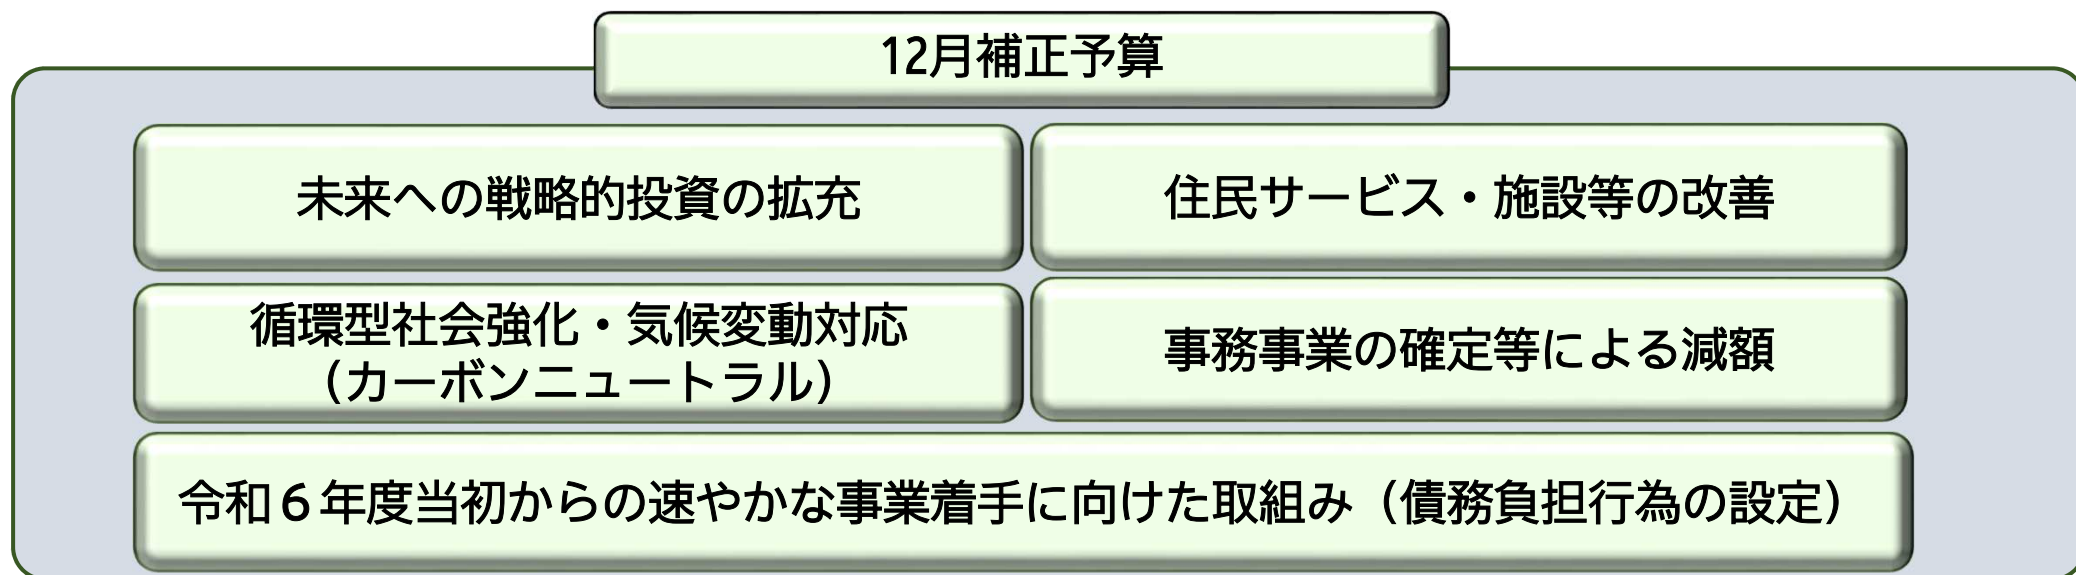 12月補正予算
未来への戦略的投資の拡充
住民サービス・施設等の改善
循環型社会強化・気候変動対応
（カーボンニュートラル）
事務事業の確定等による減額
令和６年度当初からの速やかな事業着手に向けた取組み（債務負担行為の設定）